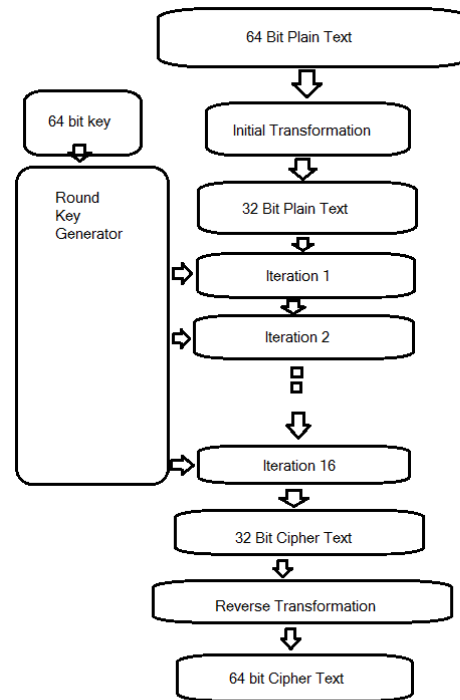 64 Bit Plain Text
64 bit key
Initial Transformation
Round
Key
Generator
32 Bit Plain Text
Iteration 1
Iteration 2
Iteration 16
32 Bit Cipher Text
Reverse Transformation
64 bit Cipher Text